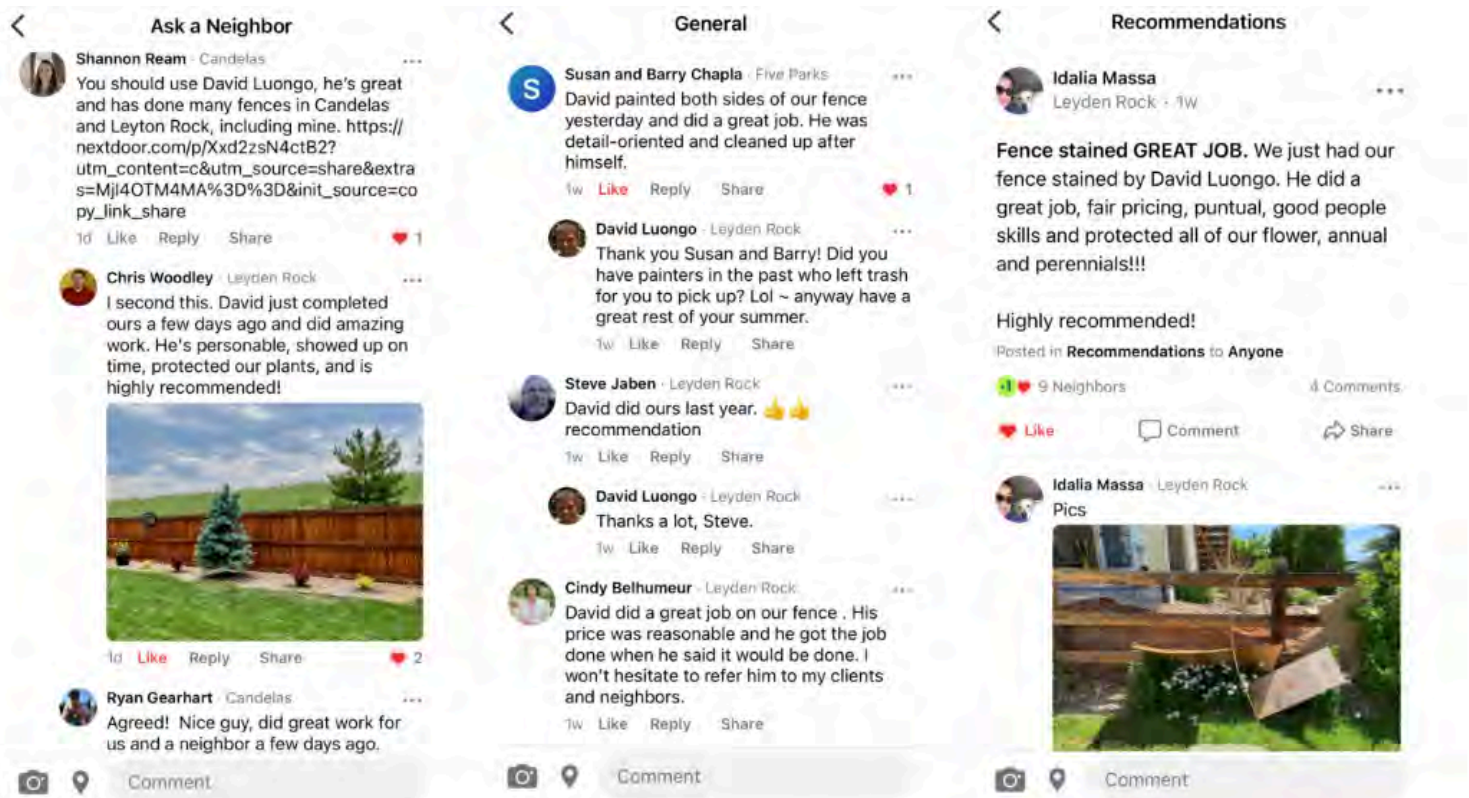 Ask a Neighbor
Shannon Ream · Candelas
You should use David Luongo, he's great
and has done many fences in Candelas
and Leyton Rock, including mine. https://
nextdoor.com/p/Xxd2zsN4ctB2?
utm_content=c&utm_source=share&extra
s=MjI4OTM4MA%3D%3D&init_source=co
py_link_share
1d Like Reply Share 1
Chris Woodley · Leyden Rock
I second this. David just completed
ours a few days ago and did amazing
work. He's personable, showed up on
time, protected our plants, and is
highly recommended!
1d Like Reply Share 2
Ryan Gearhart · Candelas
Agreed! Nice guy, did great work for
us and a neighbor a few days ago.
Comment
General
S
Susan and Barry Chapla · Five Parks
David painted both sides of our fence
yesterday and did a great job. He was
detail-oriented and cleaned up after
himself.
1w Like Reply Share 1
David Luongo · Leyden Rock
Thank you Susan and Barry! Did you
have painters in the past who left trash
for you to pick up? Lol ~ anyway have a
great rest of your summer.
1w Like Reply Share
Steve Jaben · Leyden Rock
David did ours last year. 👍👍
recommendation
1w Like Reply Share
David Luongo · Leyden Rock
Thanks a lot, Steve.
1w Like Reply Share
Cindy Belhumeur · Leyden Rock
David did a great job on our fence . His
price was reasonable and he got the job
done when he said it would be done. I
won't hesitate to refer him to my clients
and neighbors.
1w Like Reply Share
Comment
Recommendations
Idalia Massa
Leyden Rock · 1w
Fence stained GREAT JOB. We just had our
fence stained by David Luongo. He did a
great job, fair pricing, puntual, good people
skills and protected all of our flower, annual
and perennials!!!
Highly recommended!
Posted in Recommendations to Anyone
+1 9 Neighbors 4 Comments
Like Comment Share
Idalia Massa · Leyden Rock
Pics
Comment